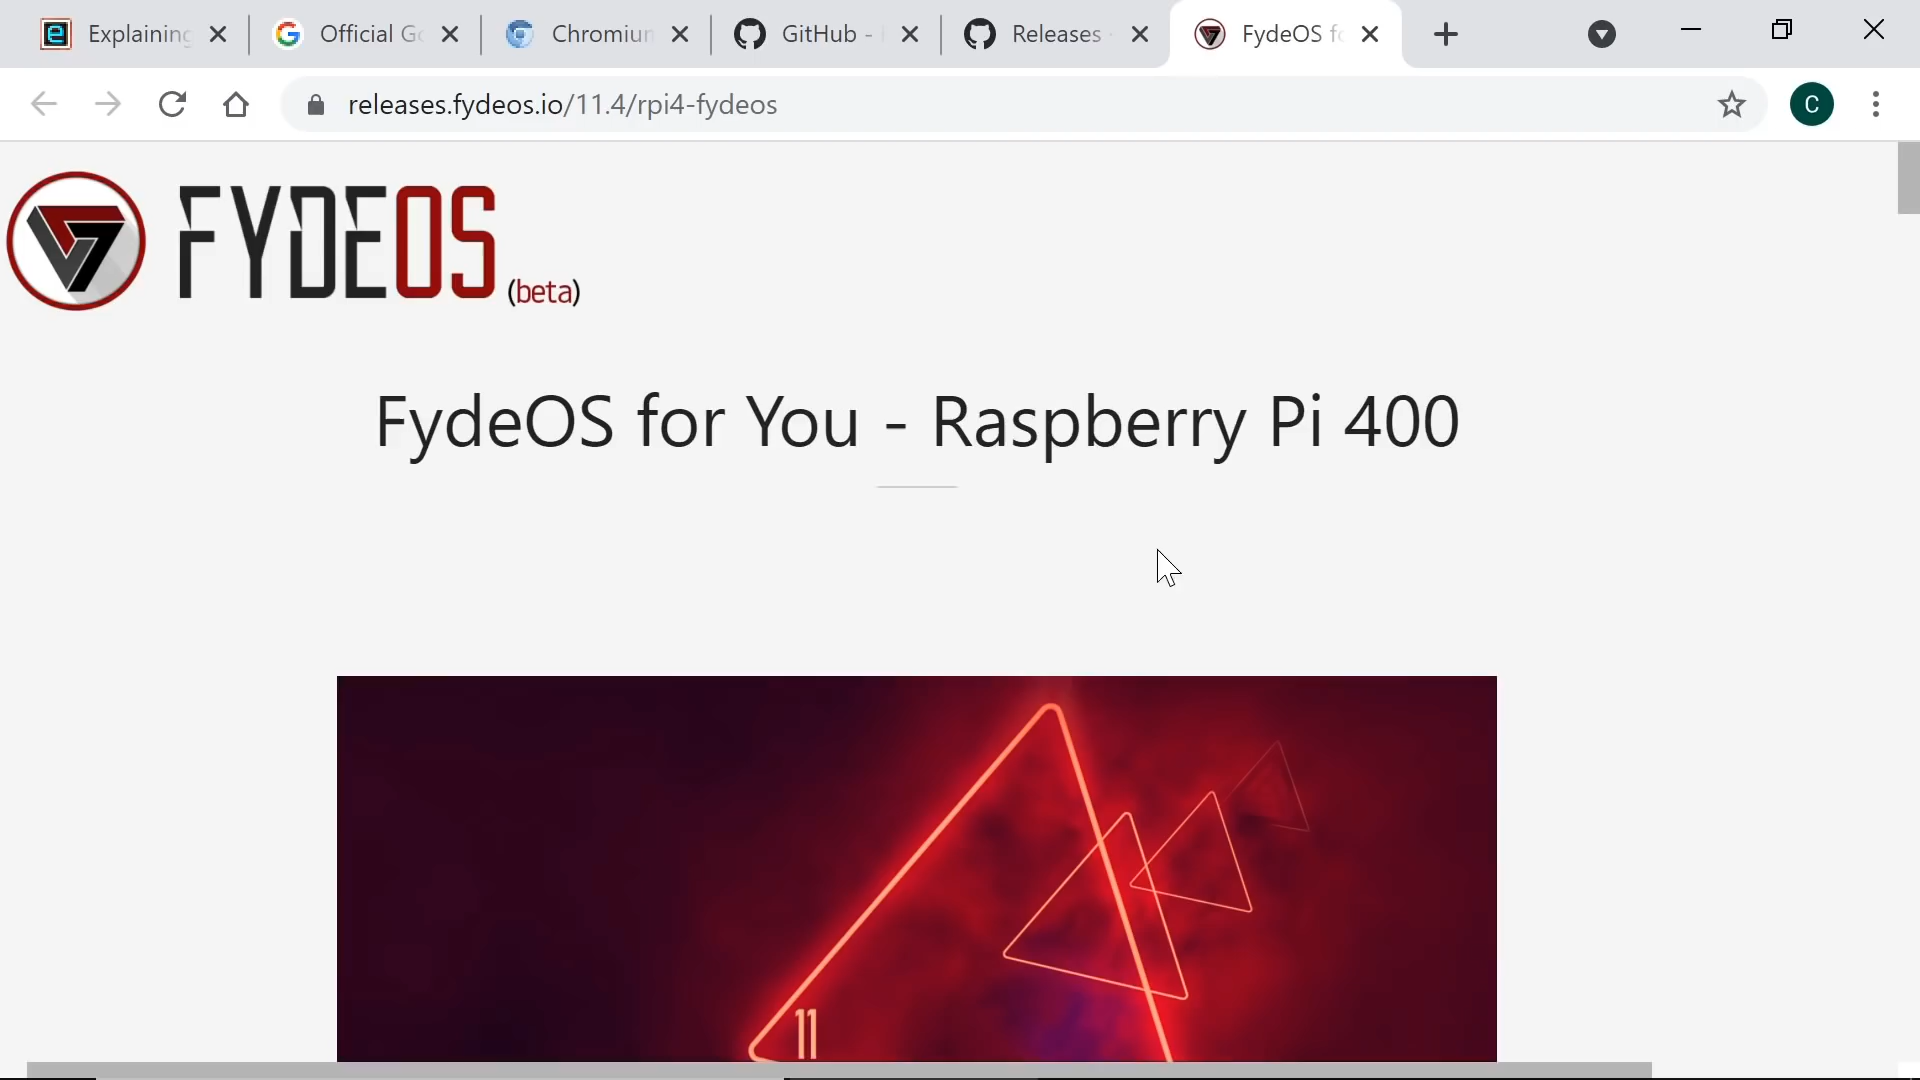 Explaining
Official G
Chromiu
GitHub -
Releases
FydeOS f
releases.fydeos.io/11.4/rpi4-fydeos
C
FYDEOS (beta)
FydeOS for You - Raspberry Pi 400
11